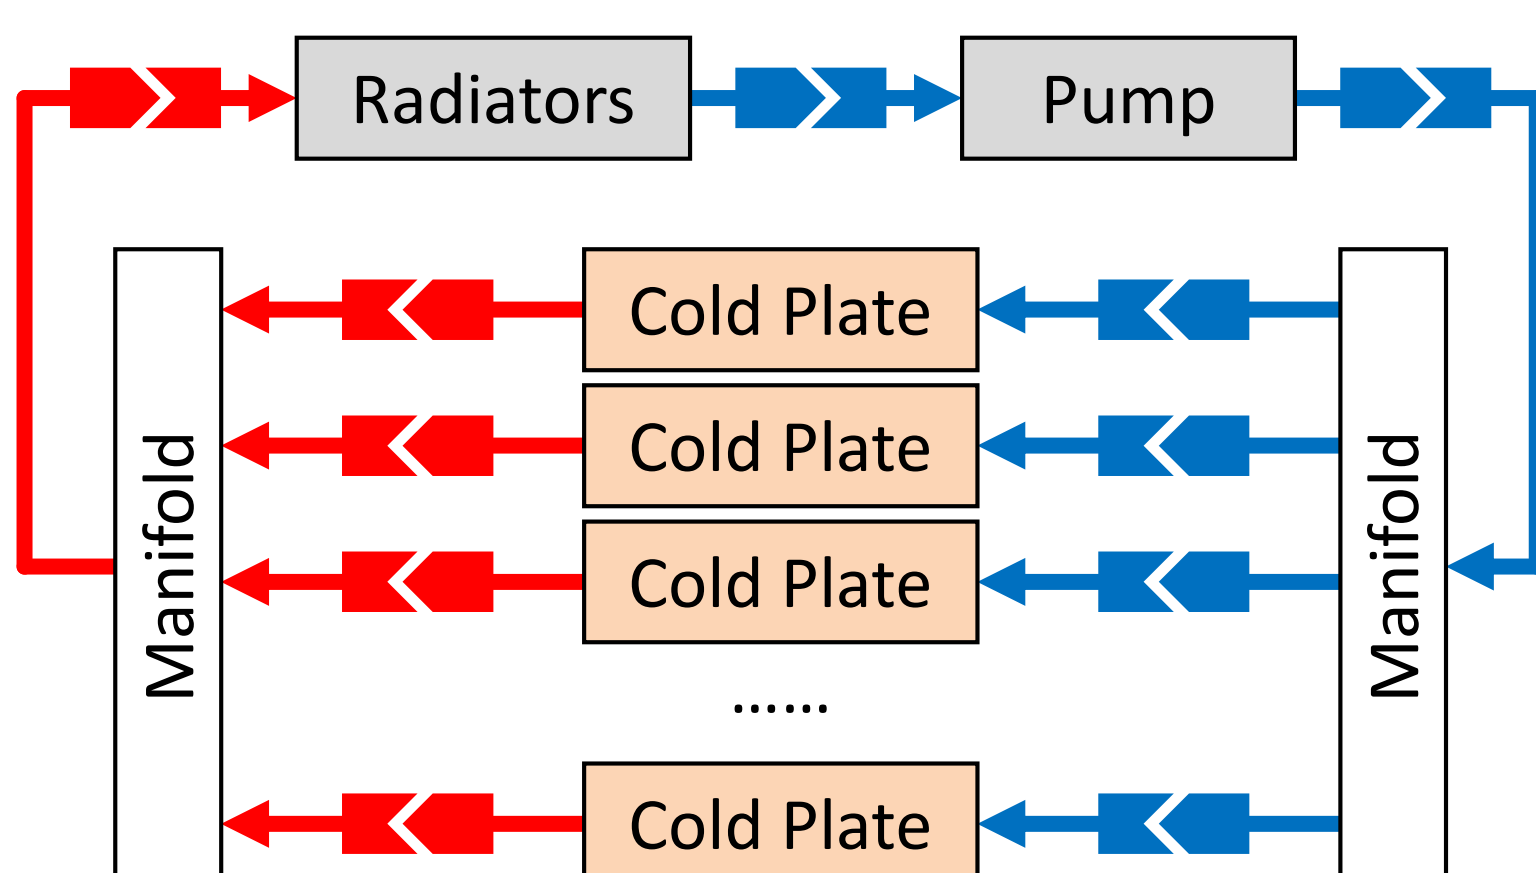 Radiators
Pump
Cold Plate
Cold Plate
Manifold
Manifold
Cold Plate
......
Cold Plate